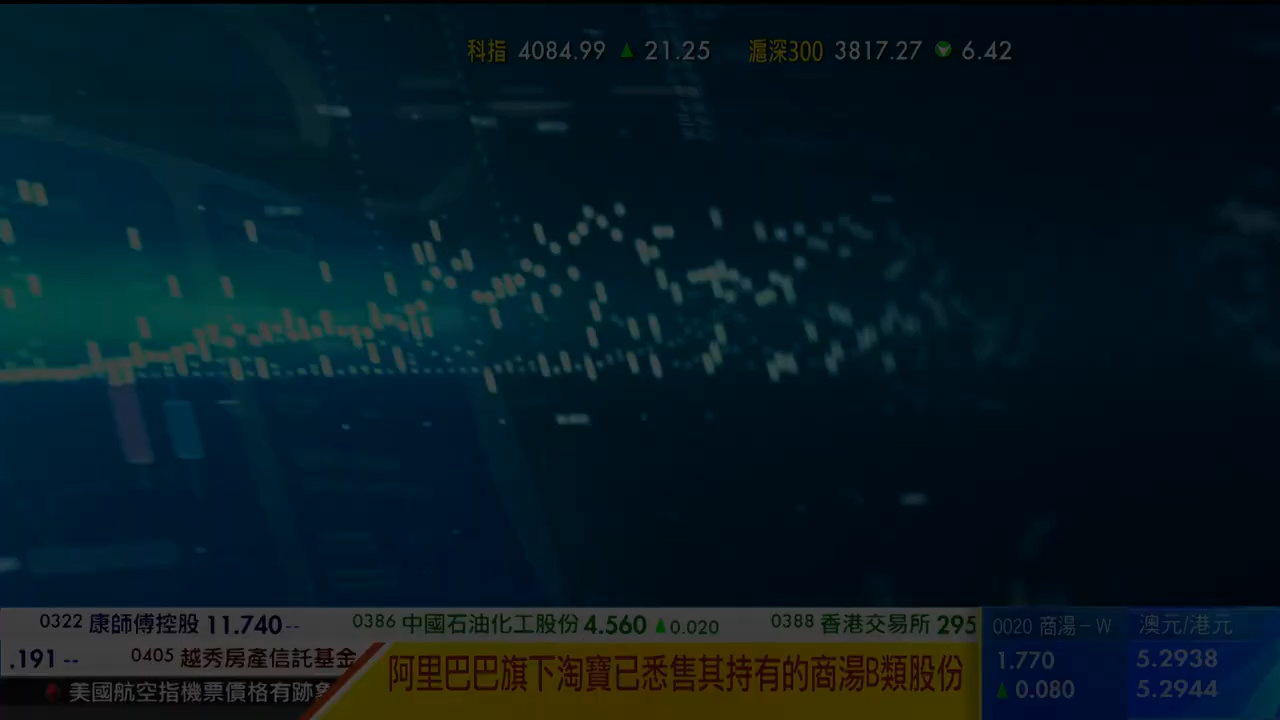 科指 4084.99 ▲ 21.25 滬深300 3817.27 ▼ 6.42
0322 康師傅控股 11.740 -- 0386 中國石油化工股份 4.560 ▲ 0.020 0388 香港交易所 295
.191 -- 0405 越秀房產信託基金
美國航空指機票價格有跡
阿里巴巴旗下淘寶已悉售其持有的商湯B類股份
0020 商湯－W
1.770
▲ 0.080
澳元/港元
5.2938
5.2944